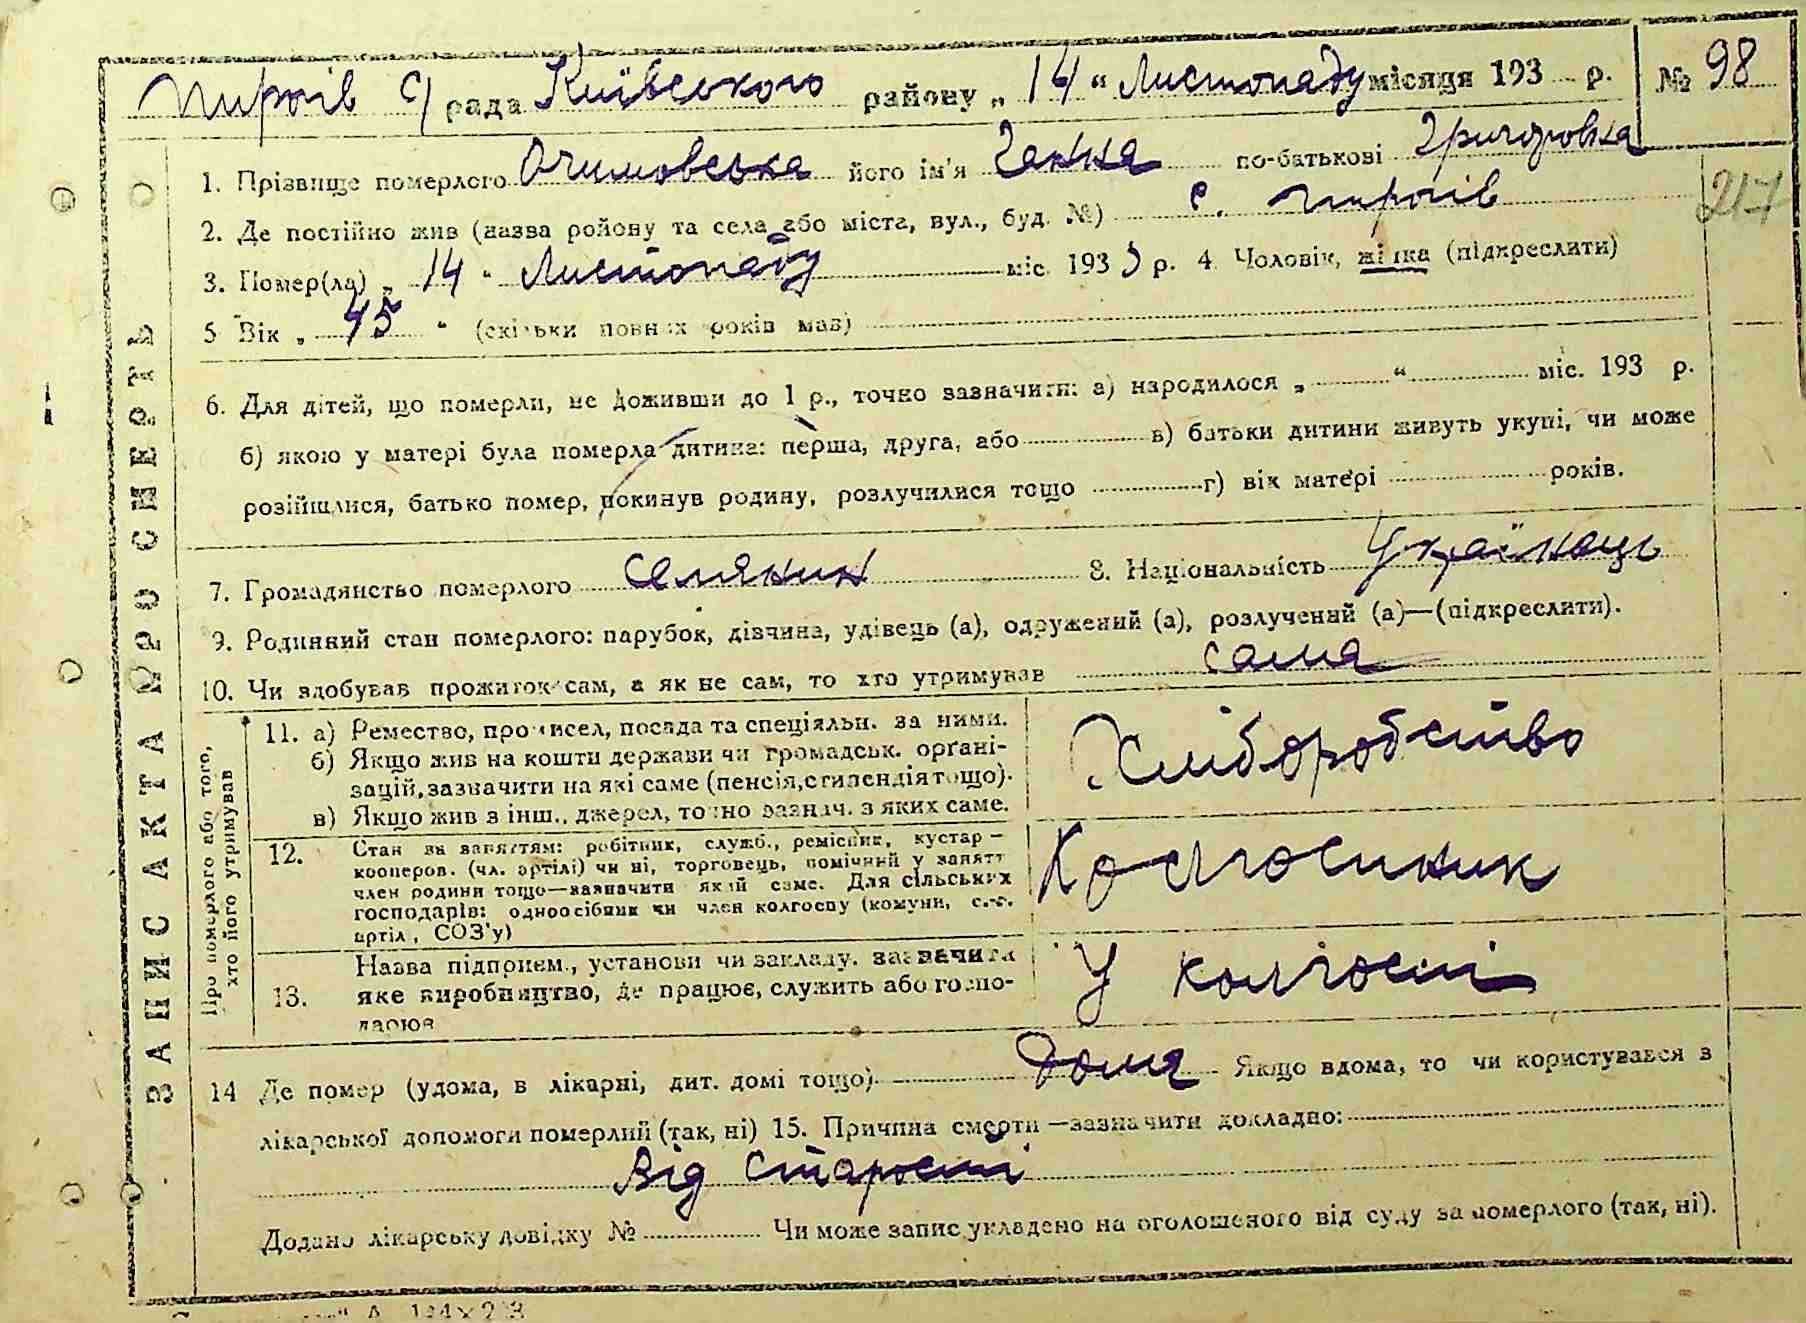 Пирогів с/рада Київського району „14“ Листопаду місяця 193 р. № 98
1. Прізвище померлого його ім'я Ганна по-батькові Григоровна
217
2. Де постійно жив (назва ройону та села або міста, вул., буд. №) с. Пирогів
3. Помер(ла) „14“ Листопаду міс. 1933 р. 4. Чоловік, жінка (підкреслити)
5 Вік „ 45 “ (скільки повних років мав)
6. Для дітей, що померли, не доживши до 1 р., точно зазначити: а) народилося „ “ міс. 193 р.
б) якою у матері була померла дитина: перша, друга, або в) батьки дитини живуть укупі, чи може
розійшлися, батько помер, покинув родину, розлучилися тощо г) вік матері років.
7. Громадянство померлого селянин 8. Національність Українець
9. Родинний стан померлого: парубок, дівчина, удівець (а), одружений (а), розлучений (а)—(підкреслити).
10. Чи здобував прожиток сам, а як не сам, то хто утримував сама
ЗАПИС АКТА ПРО СМЕРТЬ
Про померлого або того, хто його утримував
11. а) Ремество, промисел, посада та спеціяльн. за ними.
б) Якщо жив на кошти держави чи громадськ. органі-
зацій, зазначити на які саме (пенсія, стипендія тощо).
в) Якщо жив з інш., джерел, точно зазнач. з яких саме.
Хліборобство
12. Стан за заняттям: робітник, служб., ремісник, кустар —
кооперов. (чл. артілі) чи ні, торговець, помічний у занятт
член родини тощо—зазначити який саме. Для сільських
господарів: одноосібник чи член колгоспу (комуни, с.-г.
артіл, СОЗ'у)
Колгоспник
13. Назва підприєм., установи чи закладу, зазначити
яке виробництво, де працює, служить або госпо-
дарює
У колгоспі
14 Де помер (удома, в лікарні, дит. домі тощо) Дома Якщо вдома, то чи користувався з
лікарської допомоги померлий (так, ні) 15. Причина смерти —зазначити докладно:
Від старості
Додано лікарську довідку № Чи може запис укладено на оголошеного від суду за померлого (так, ні).